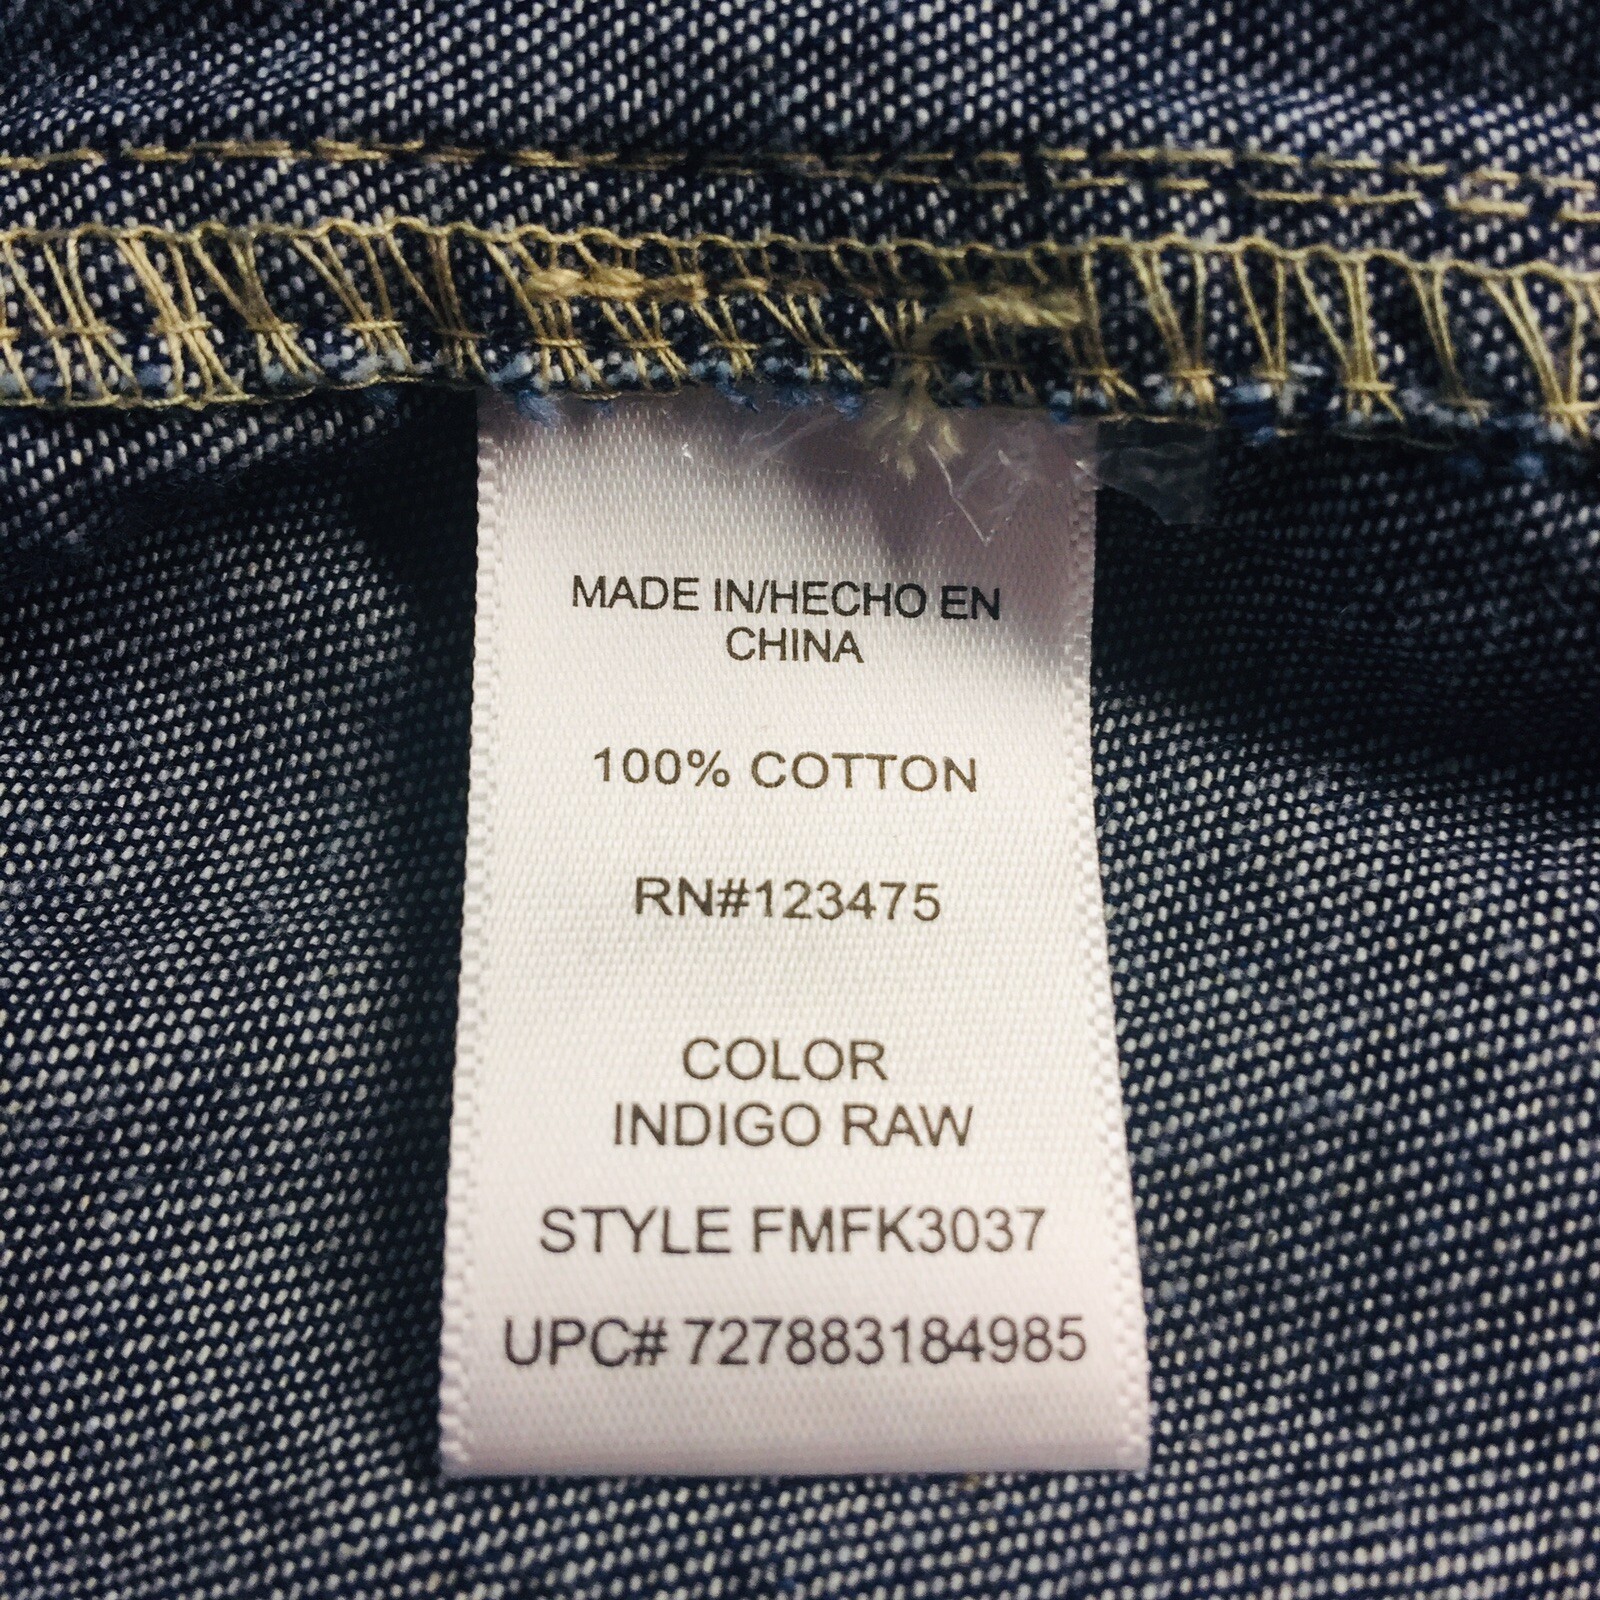 MADE IN/HECHO EN
CHINA
100% COTTON
RN#123475
COLOR
INDIGO RAW
STYLE FMFK3037
UPC# 727883184985